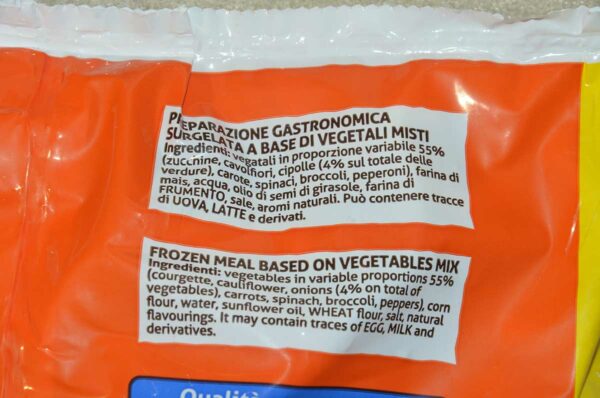 PREPARAZIONE GASTRONOMICA
SURGELATA A BASE DI VEGETALI MISTI
Ingredienti: vegatali in proporzione variabile 55%
(zucchine, cavolfiori, cipolle (4% sul totale delle
verdure), carote, spinaci, broccoli, peperoni), farina di
mais, acqua, olio di semi di girasole, farina di
FRUMENTO, sale, aromi naturali. Può contenere tracce
di UOVA, LATTE e derivati.
FROZEN MEAL BASED ON VEGETABLES MIX
Ingredienti: vegetables in variable proportions 55%
(courgette, cauliflower, onions (4% on total of
vegetables), carrots, spinach, broccoli, peppers), corn
flour, water, sunflower oil, WHEAT flour, salt, natural
flavourings. It may contain traces of EGG, MILK and
derivatives.
Qualità